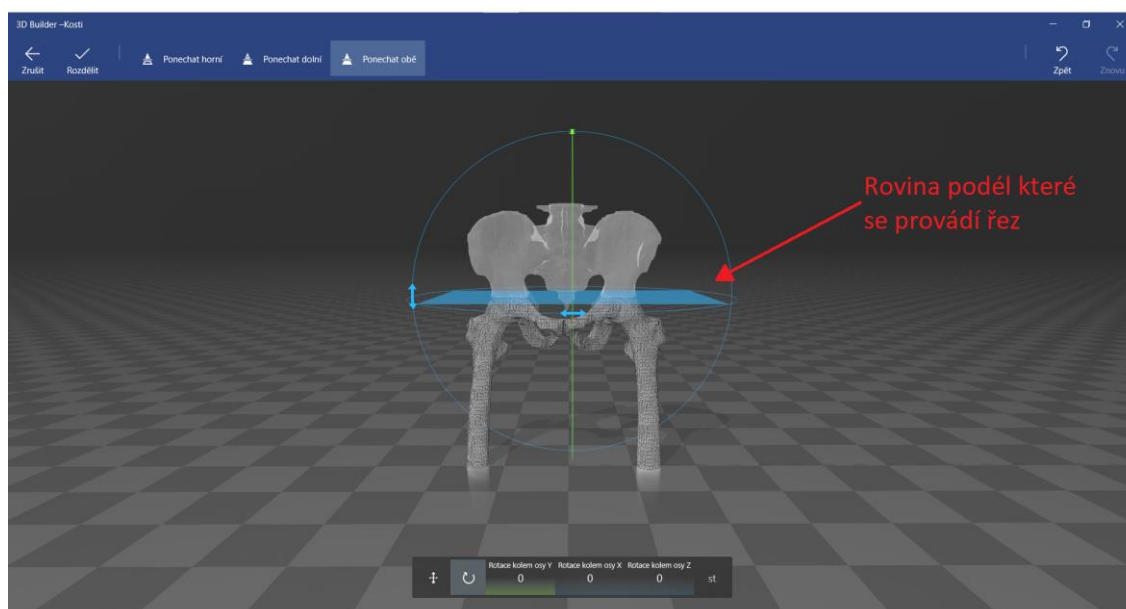 3D Builder –Kosti
Zrušit
Rozdělit
Ponechat horní
Ponechat dolní
Ponechat obě
Zpět
Znovu
Rovina podél které
se provádí řez
Rotace kolem osy Y Rotace kolem osy X Rotace kolem osy Z
0 0 0 st